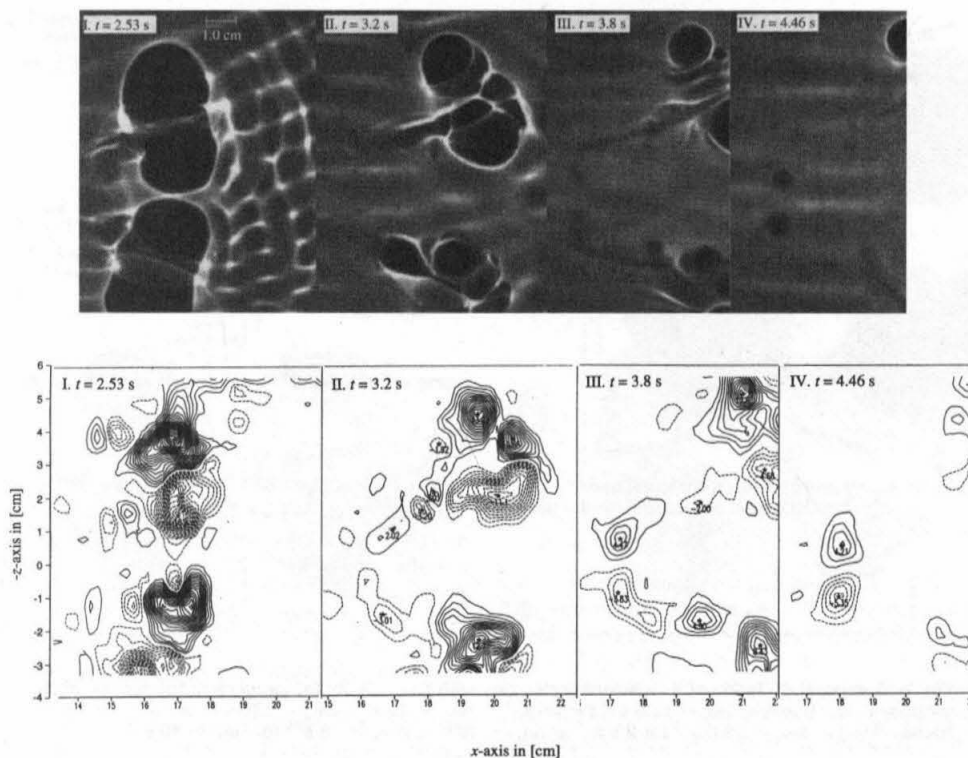 I. t = 2.53 s
1.0 cm
II. t = 3.2 s
III. t = 3.8 s
IV. t = 4.46 s
I. t = 2.53 s
II. t = 3.2 s
III. t = 3.8 s
IV. t = 4.46 s
6
5
4
3
2
1
0
-1
-2
-3
-4
-z-axis in [cm]
2.02
14 15 16 17 18 19 20 21
15 16 17 18 19 20 21 22
17 18 19 20 21
17 18 19 20 21 22
x-axis in [cm]